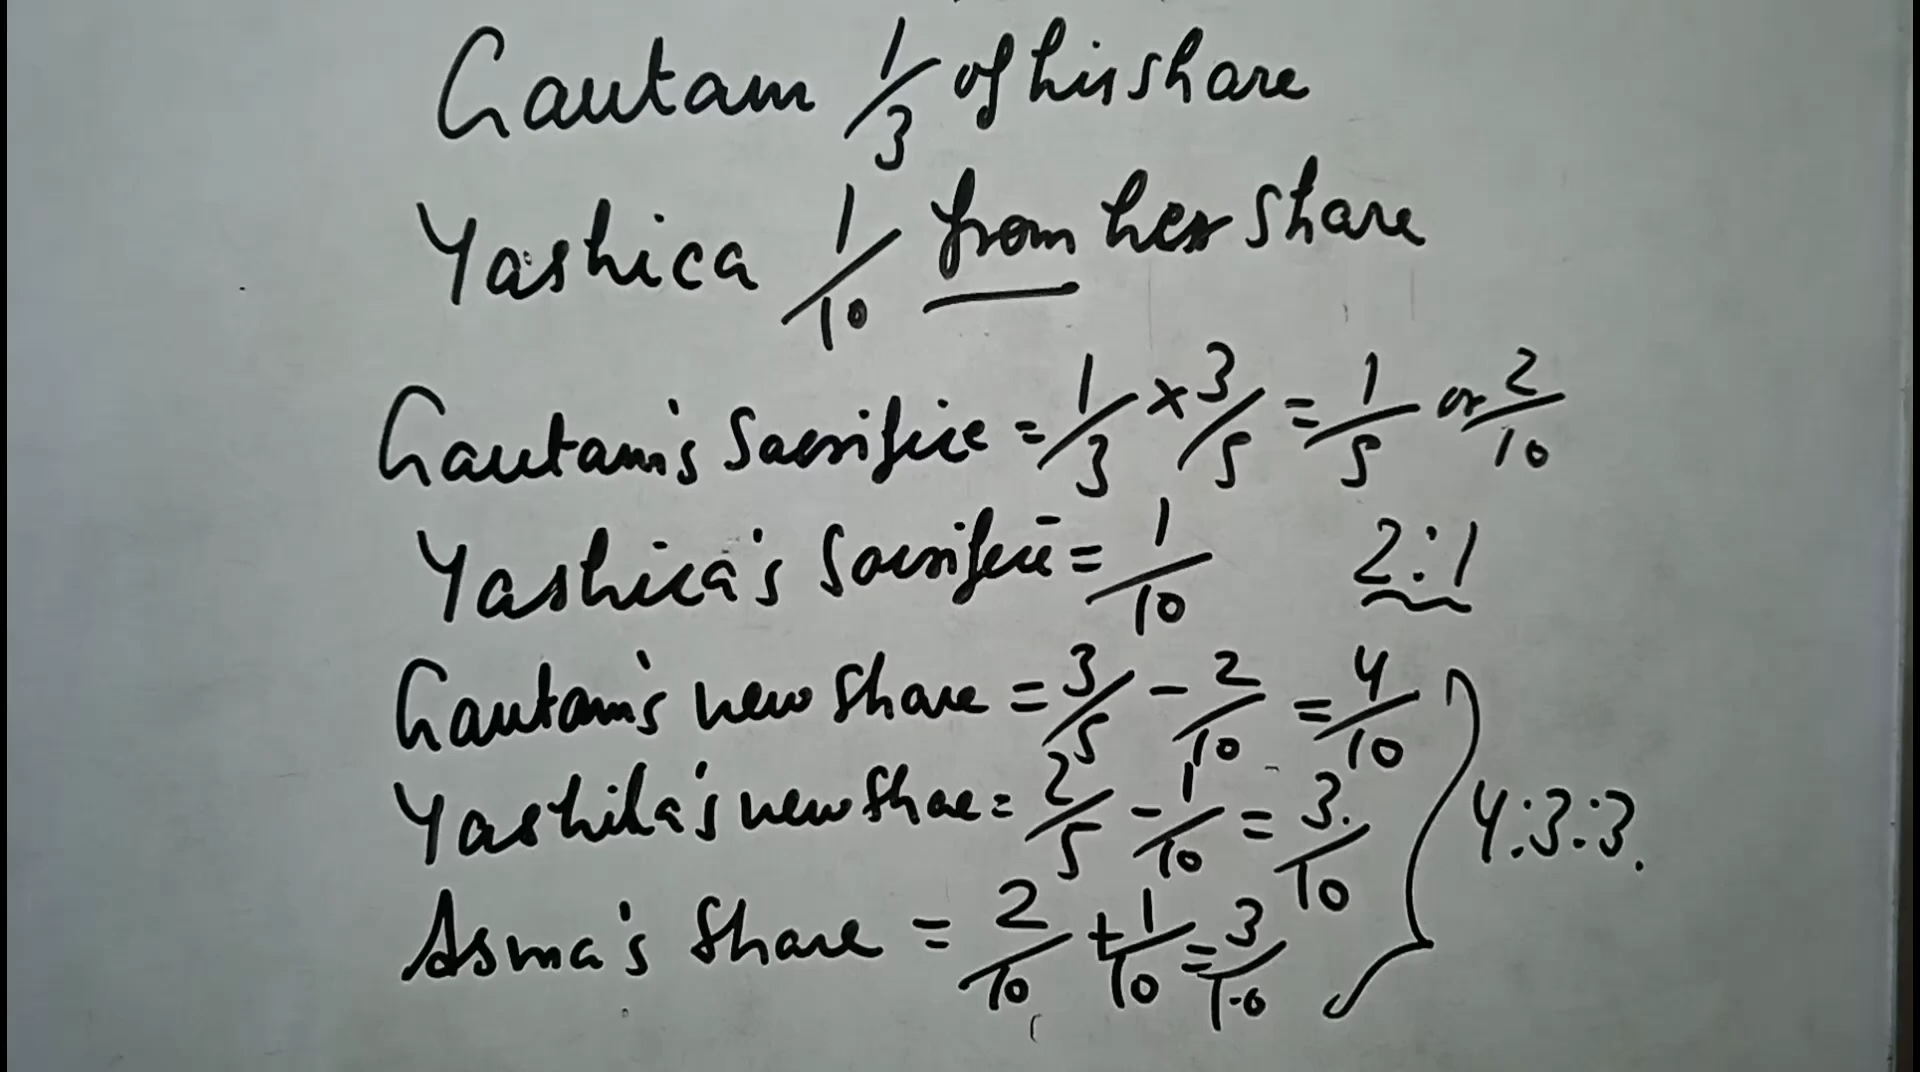 Gautam 1/3 of his share
Yashica 1/10 from her share
Gautam's Sacrifice = 1/3 × 3/5 = 1/5 or 2/10
Yashica's Sacrifice = 1/10 2:1
Gautam's new share = 3/5 - 2/10 = 4/10
Yashika's new share = 2/5 - 1/10 = 3/10 4:3:3.
Asma's Share = 2/10 + 1/10 = 3/10